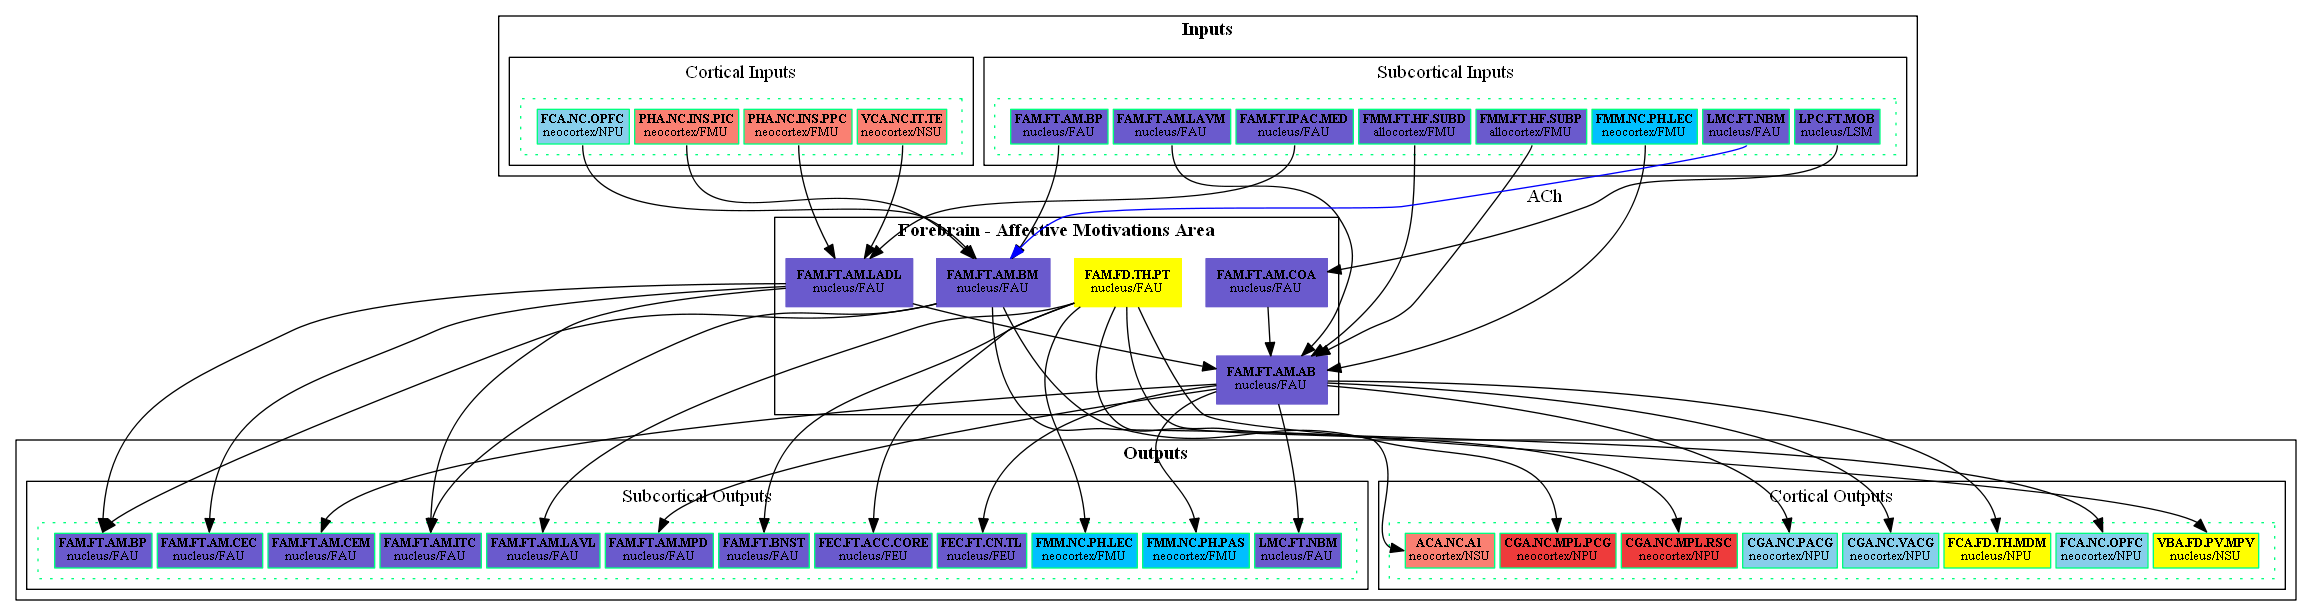 Inputs
Cortical Inputs
Subcortical Inputs
FCA.NC.OPFC
neocortex/NPU
PHA.NC.INS.PIC
neocortex/FMU
PHA.NC.INS.PPC
neocortex/FMU
VCA.NC.IT.TE
neocortex/NSU
FAM.FT.AM.BP
nucleus/FAU
FAM.FT.AM.LAVM
nucleus/FAU
FAM.FT.IPAC.MED
nucleus/FAU
FMM.FT.HF.SUBD
allocortex/FMU
FMM.FT.HF.SUBP
allocortex/FMU
FMM.NC.PH.LEC
neocortex/FMU
LMC.FT.NBM
nucleus/FAU
LPC.FT.MOB
nucleus/LSM
ACh
Forebrain - Affective Motivations Area
FAM.FT.AM.LADL
nucleus/FAU
FAM.FT.AM.BM
nucleus/FAU
FAM.FD.TH.PT
nucleus/FAU
FAM.FT.AM.COA
nucleus/FAU
FAM.FT.AM.AB
nucleus/FAU
Outputs
Subcortical Outputs
Cortical Outputs
FAM.FT.AM.BP
nucleus/FAU
FAM.FT.AM.CEC
nucleus/FAU
FAM.FT.AM.CEM
nucleus/FAU
FAM.FT.AM.ITC
nucleus/FAU
FAM.FT.AM.LAVL
nucleus/FAU
FAM.FT.AM.MPD
nucleus/FAU
FAM.FT.BNST
nucleus/FAU
FEC.FT.ACC.CORE
nucleus/FEU
FEC.FT.CN.TL
nucleus/FEU
FMM.NC.PH.LEC
neocortex/FMU
FMM.NC.PH.PAS
neocortex/FMU
LMC.FT.NBM
nucleus/FAU
ACA.NC.A1
neocortex/NSU
CGA.NC.MPL.PCG
neocortex/NPU
CGA.NC.MPL.RSC
neocortex/NPU
CGA.NC.PACG
neocortex/NPU
CGA.NC.VACG
neocortex/NPU
FCA.FD.TH.MDM
nucleus/NPU
FCA.NC.OPFC
neocortex/NPU
VBA.FD.PV.MPV
nucleus/NSU